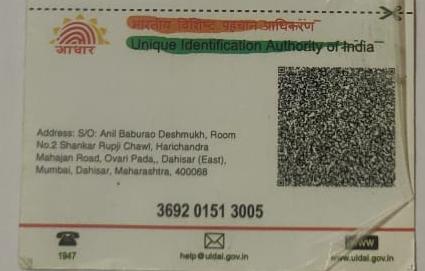 भारतीय विशिष्ट पहचान आधिकरण
आधार
Unique Identification Authority of India
Address: S/O: Anil Baburao Deshmukh, Room
No.2 Shankar Rupji Chawl, Harichandra
Mahajan Road, Ovari Pada,, Dahisar (East),
Mumbai, Dahisar, Maharashtra, 400068
3692 0151 3005
1947
help@uidai.gov.in
WWW
www.uidai.gov.in